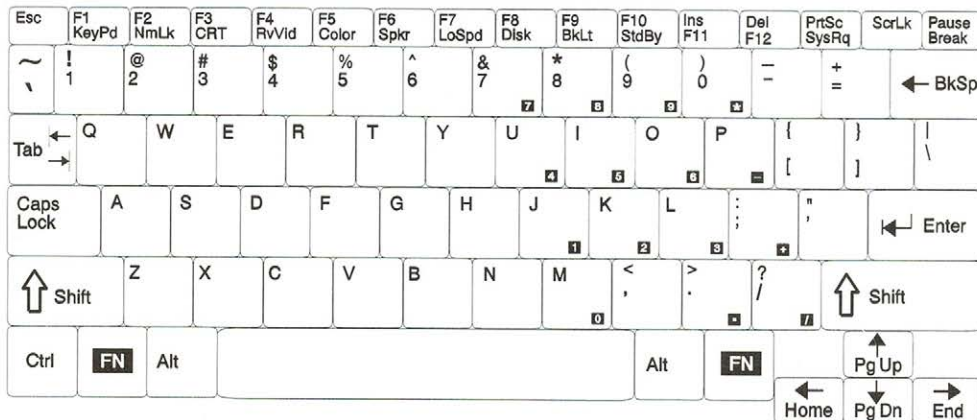 Esc F1 F2 F3 F4 F5 F6 F7 F8 F9 F10 Ins Del PrtSc ScrLk Pause
KeyPd NmLk CRT RvVid Color Spkr LoSpd Disk BkLt StdBy F11 F12 SysRq Break
~ ! @ # $ % ^ & * ( ) — +
` 1 2 3 4 5 6 7 8 9 0 - = ← BkSp
7 8 9 *
Tab ← → Q W E R T Y U I O P { } |
[ ] \
4 5 6 -
Caps A S D F G H J K L : "
Lock ; ' Enter
1 2 3 +
⇧ Shift Z X C V B N M < > ? ⇧ Shift
, . /
0 . /
Ctrl FN Alt Alt FN ↑
Pg Up
← ↓ →
Home Pg Dn End